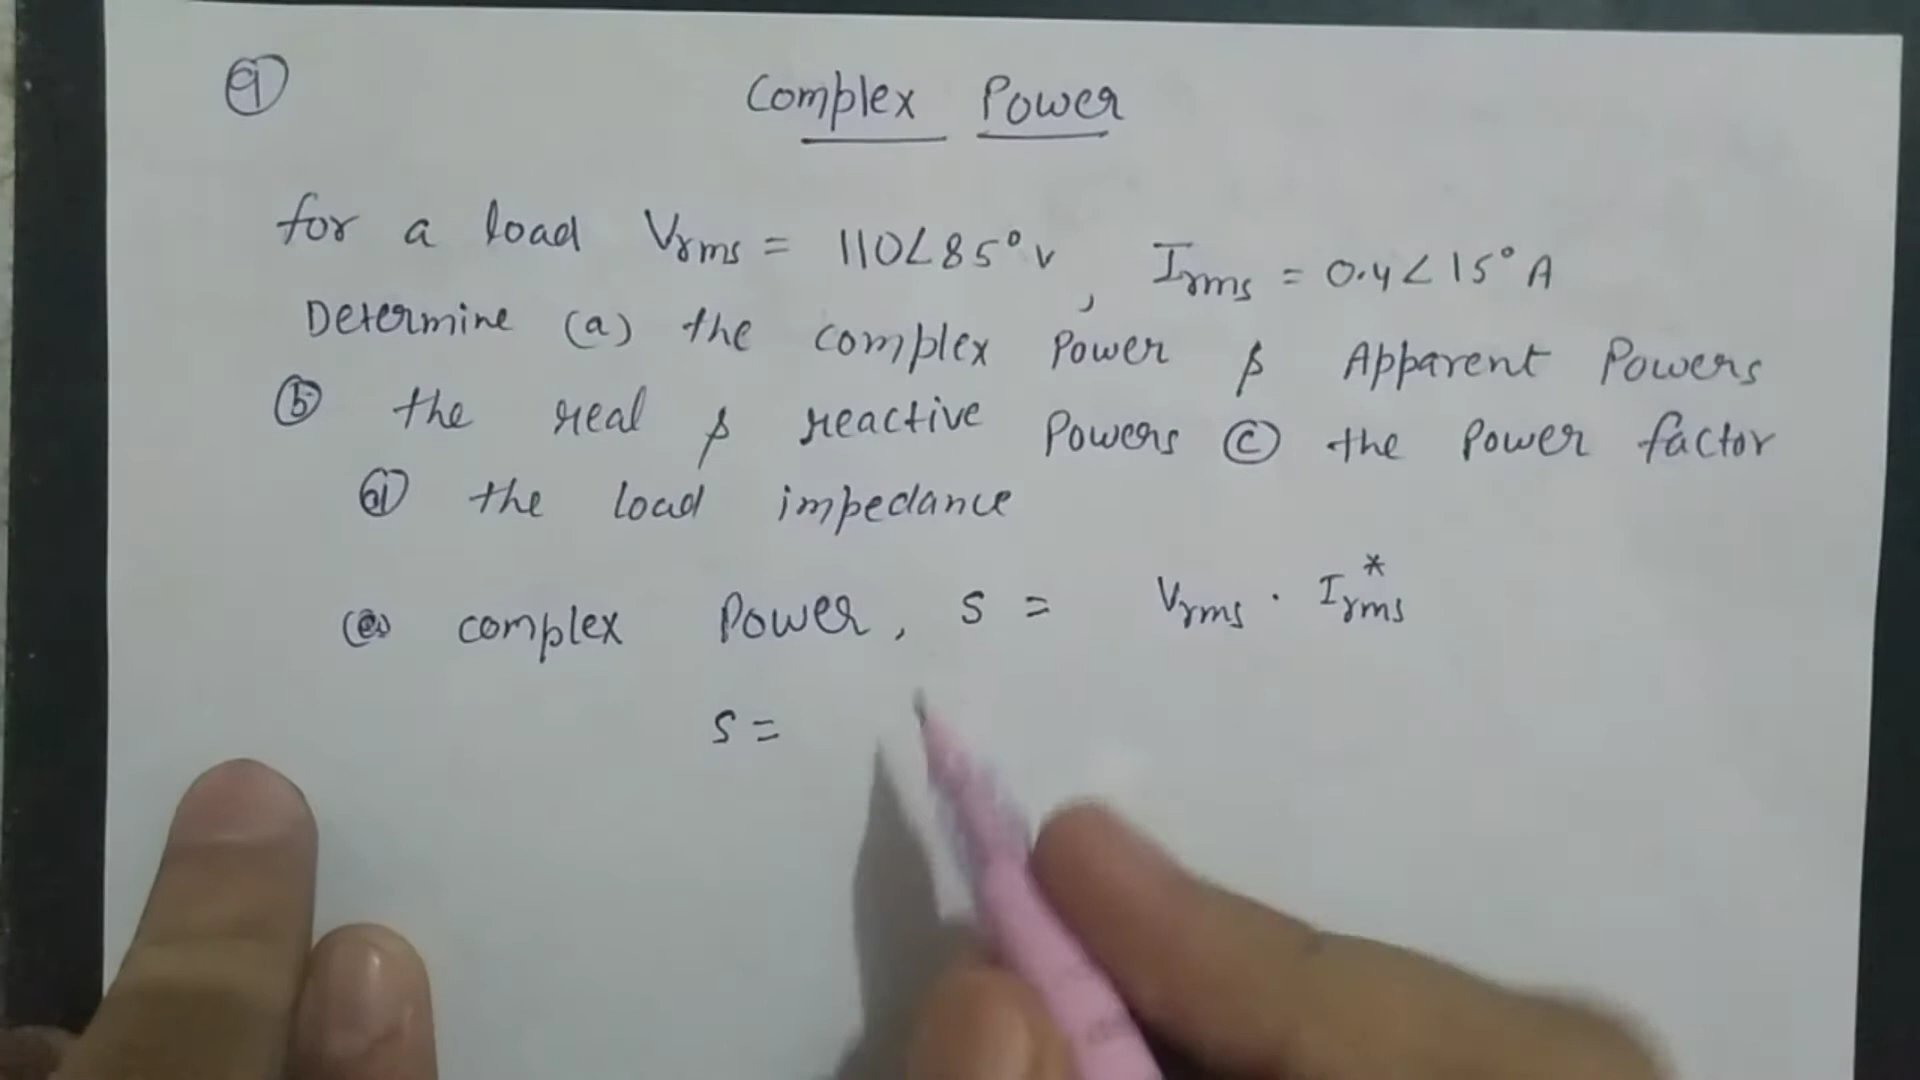 9
Complex Power
for a load Vrms = 110∠85° V, Irms = 0.4∠15° A
Determine (a) the complex Power & Apparent Powers
(b) the real & reactive Powers (c) the Power factor
(d) the load impedance
(a) complex Power, S = Vrms · Irms*
S =